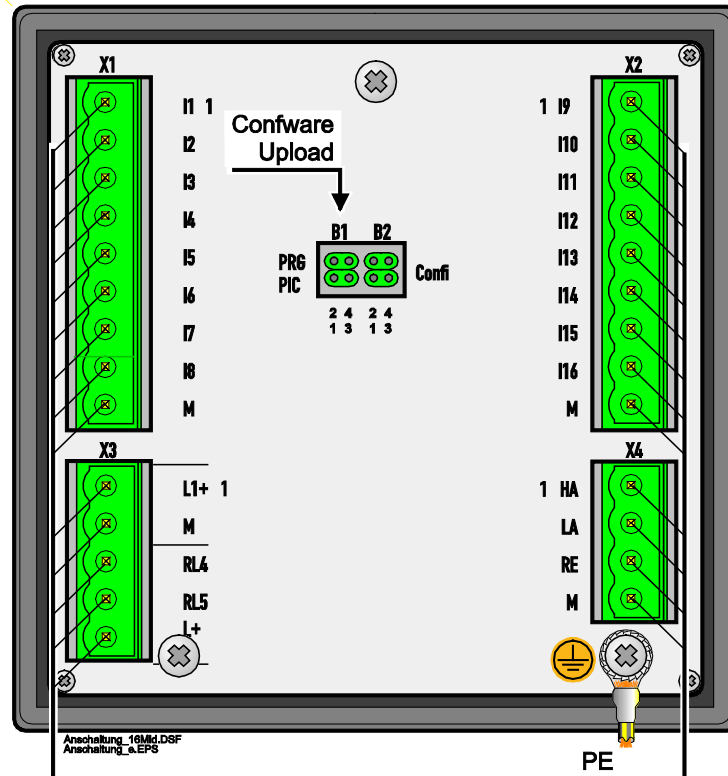 X1
X2
I1 1
1 I9
Confware
Upload
I2
I10
I3
I11
I4
I12
B1 B2
I5
I13
PRG
PIC
Confi
I6
I14
2 4 2 4
1 3 1 3
I7
I15
I8
I16
M
M
X3
X4
L1+ 1
1 HA
M
LA
RL4
RE
RL5
M
L+
Anschaltung_16Mld.DSF
Anschaltung_e.EPS
PE